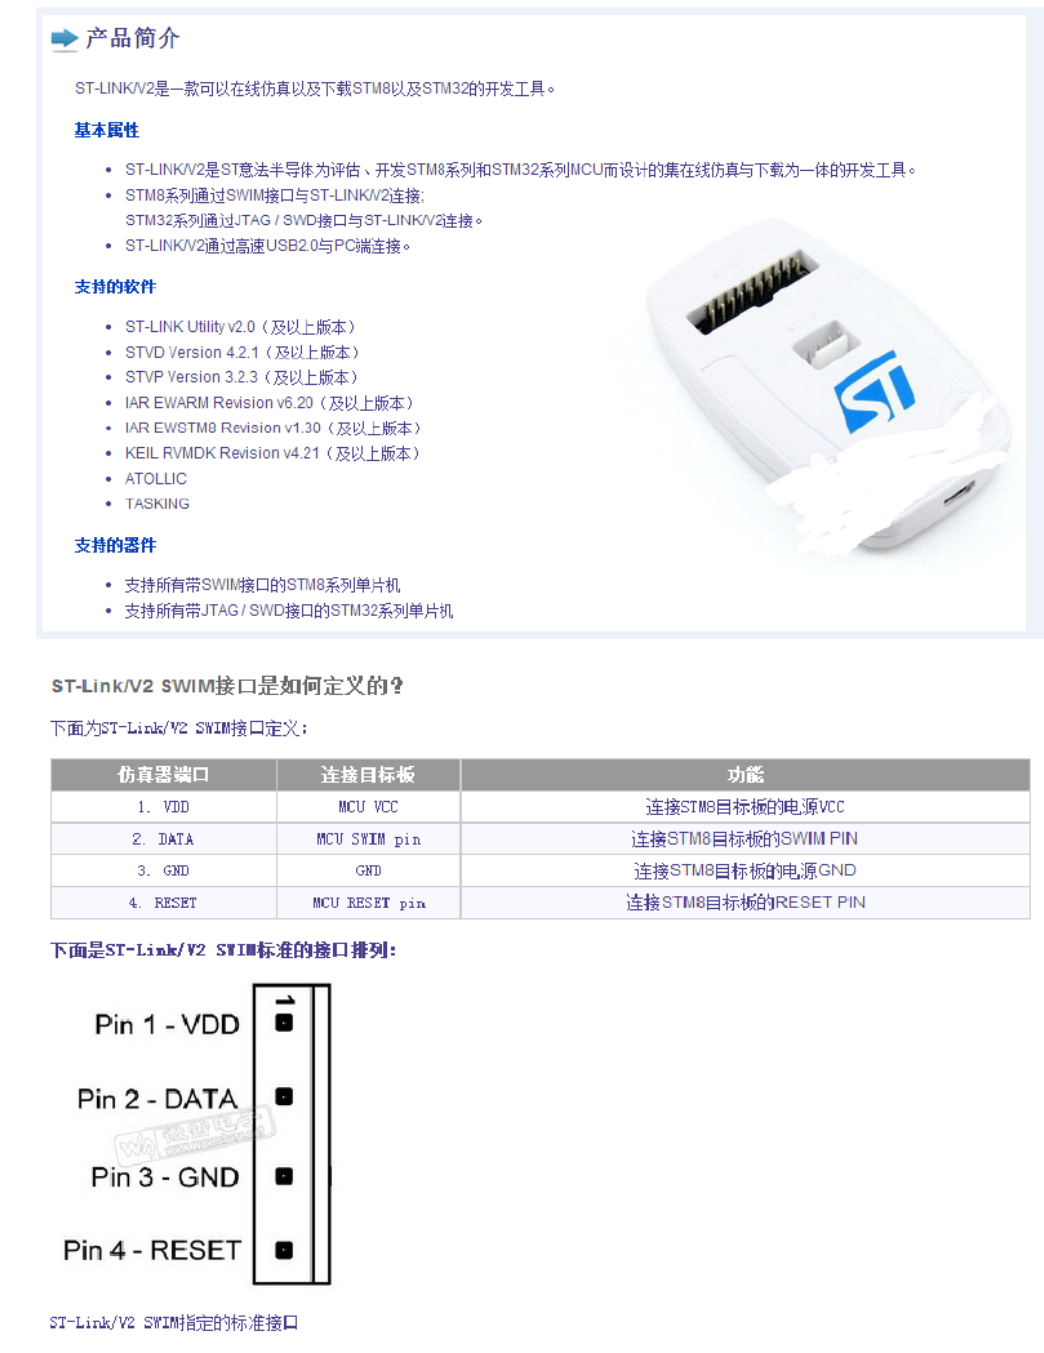 产品简介
ST-LINK/V2是一款可以在线仿真以及下载STM8以及STM32的开发工具。
基本属性
• ST-LINK/V2是ST意法半导体为评估、开发STM8系列和STM32系列MCU而设计的集在线仿真与下载为一体的开发工具。
• STM8系列通过SWIM接口与ST-LINK/V2连接;
STM32系列通过JTAG / SWD接口与ST-LINK/V2连接。
• ST-LINK/V2通过高速USB2.0与PC端连接。
支持的软件
• ST-LINK Utility v2.0（及以上版本）
• STVD Version 4.2.1（及以上版本）
• STVP Version 3.2.3（及以上版本）
• IAR EWARM Revision v6.20（及以上版本）
• IAR EWSTM8 Revision v1.30（及以上版本）
• KEIL RVMDK Revision v4.21（及以上版本）
• ATOLLIC
• TASKING
ST
支持的器件
• 支持所有带SWIM接口的STM8系列单片机
• 支持所有带JTAG / SWD接口的STM32系列单片机
ST-Link/V2 SWIM接口是如何定义的?
下面为ST-Link/V2 SWIM接口定义:
仿真器端口 连接目标板 功能
1. VDD MCU VCC 连接STM8目标板的电源VCC
2. DATA MCU SWIM pin 连接STM8目标板的SWIM PIN
3. GND GND 连接STM8目标板的电源GND
4. RESET MCU RESET pin 连接STM8目标板的RESET PIN
下面是ST-Link/V2 SWIM标准的接口排列:
1
Pin 1 - VDD
Pin 2 - DATA
微雪电子
Pin 3 - GND
Pin 4 - RESET
ST-Link/V2 SWIM指定的标准接口